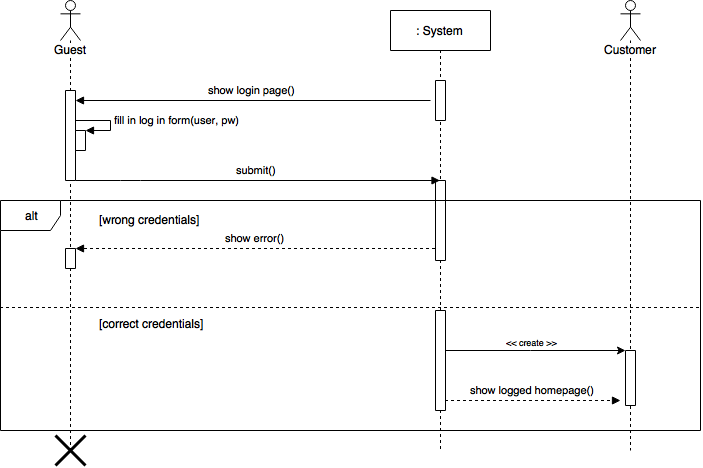 Guest
: System
Customer
show login page()
fill in log in form(user, pw)
submit()
alt
[wrong credentials]
show error()
[correct credentials]
<< create >>
show logged homepage()